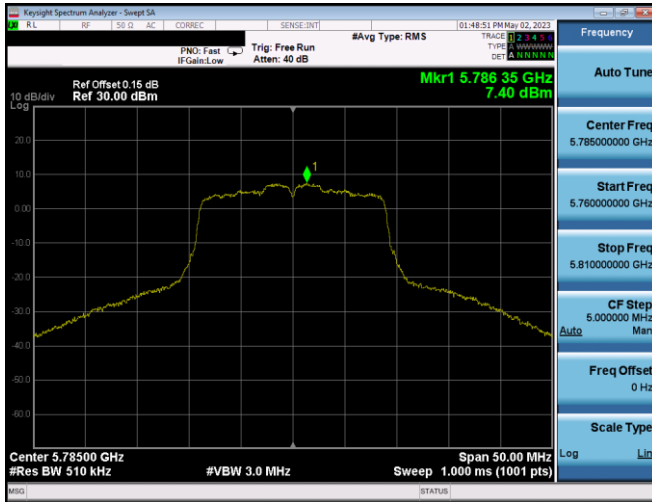 Keysight Spectrum Analyzer - Swept SA
RL RF 50 Ω AC CORREC SENSE:INT 01:48:51 PM May 02, 2023
#Avg Type: RMS TRACE 1 2 3 4 5 6
PNO: Fast Trig: Free Run TYPE A WWWWW
IFGain:Low Atten: 40 dB DET A N N N N N
Mkr1 5.786 35 GHz
Ref Offset 0.15 dB 7.40 dBm
10 dB/div Ref 30.00 dBm
Log
20.0
1
10.0
0.00
-10.0
-20.0
-30.0
-40.0
-50.0
-60.0
Center 5.78500 GHz Span 50.00 MHz
#Res BW 510 kHz #VBW 3.0 MHz Sweep 1.000 ms (1001 pts)
MSG STATUS
Frequency
Auto Tune
Center Freq
5.785000000 GHz
Start Freq
5.760000000 GHz
Stop Freq
5.810000000 GHz
CF Step
5.000000 MHz
Auto Man
Freq Offset
0 Hz
Scale Type
Log Lin